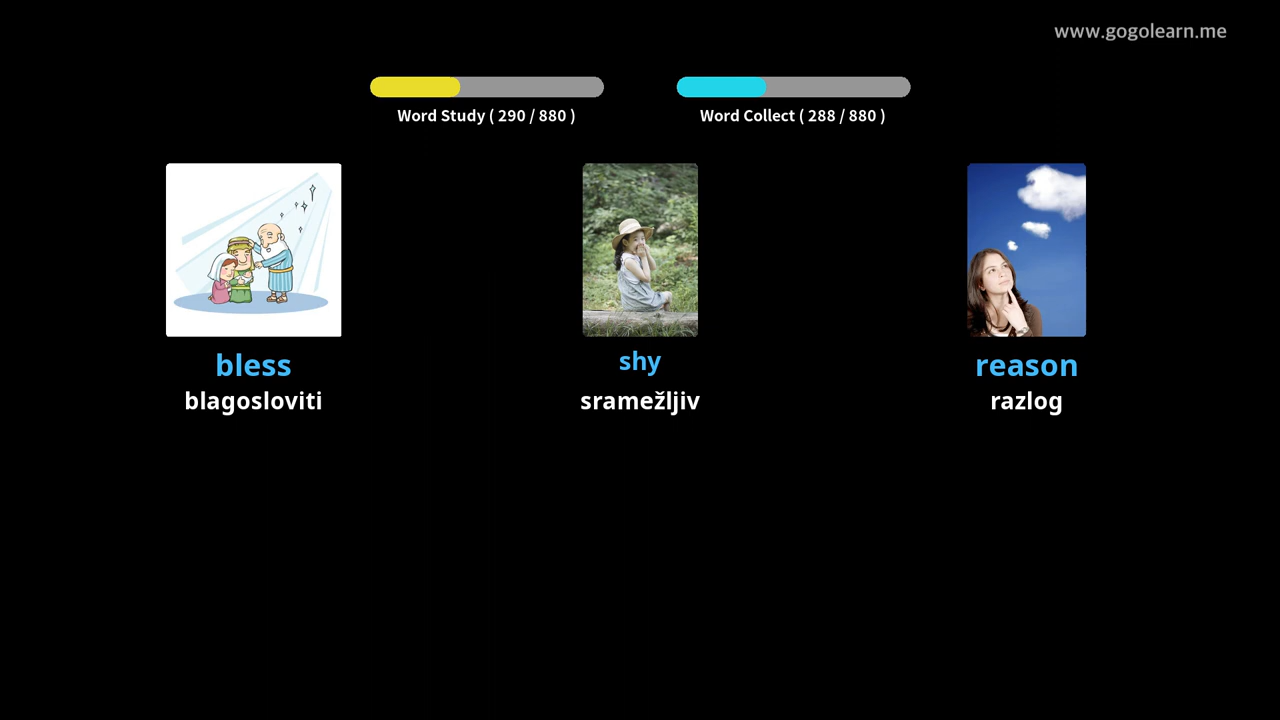 www.gogolearn.me
Word Study ( 290 / 880 )
Word Collect ( 288 / 880 )
bless
blagosloviti
shy
sramežljiv
reason
razlog